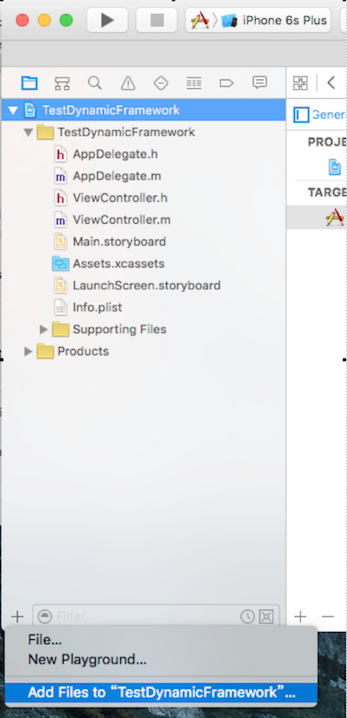 iPhone 6s Plus
TestDynamicFramework
TestDynamicFramework
h AppDelegate.h
m AppDelegate.m
h ViewController.h
m ViewController.m
Main.storyboard
Assets.xcassets
LaunchScreen.storyboard
Info.plist
Supporting Files
Products
Gener
PROJE
TARGE
Filter
File...
New Playground...
Add Files to “TestDynamicFramework”...